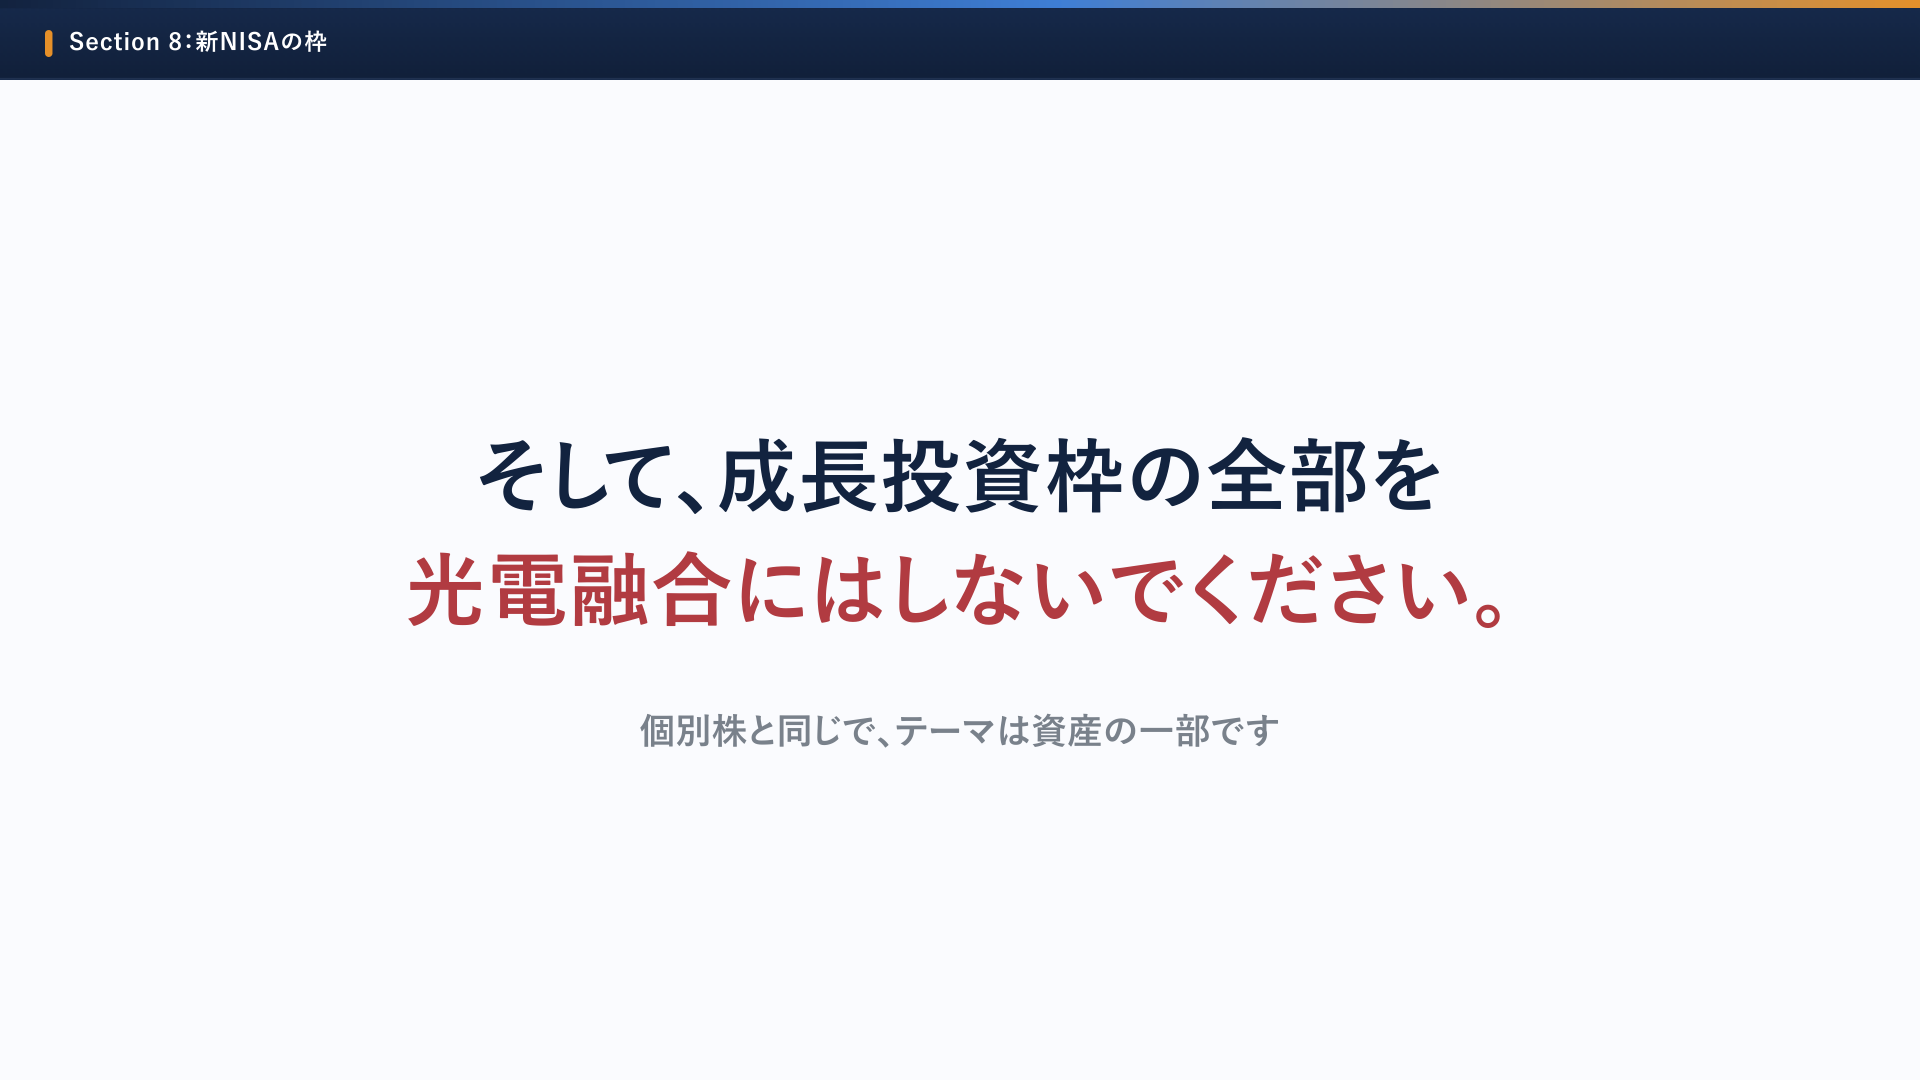 Section 8：新NISAの枠
そして、成長投資枠の全部を
光電融合にはしないでください。
個別株と同じで、テーマは資産の一部です